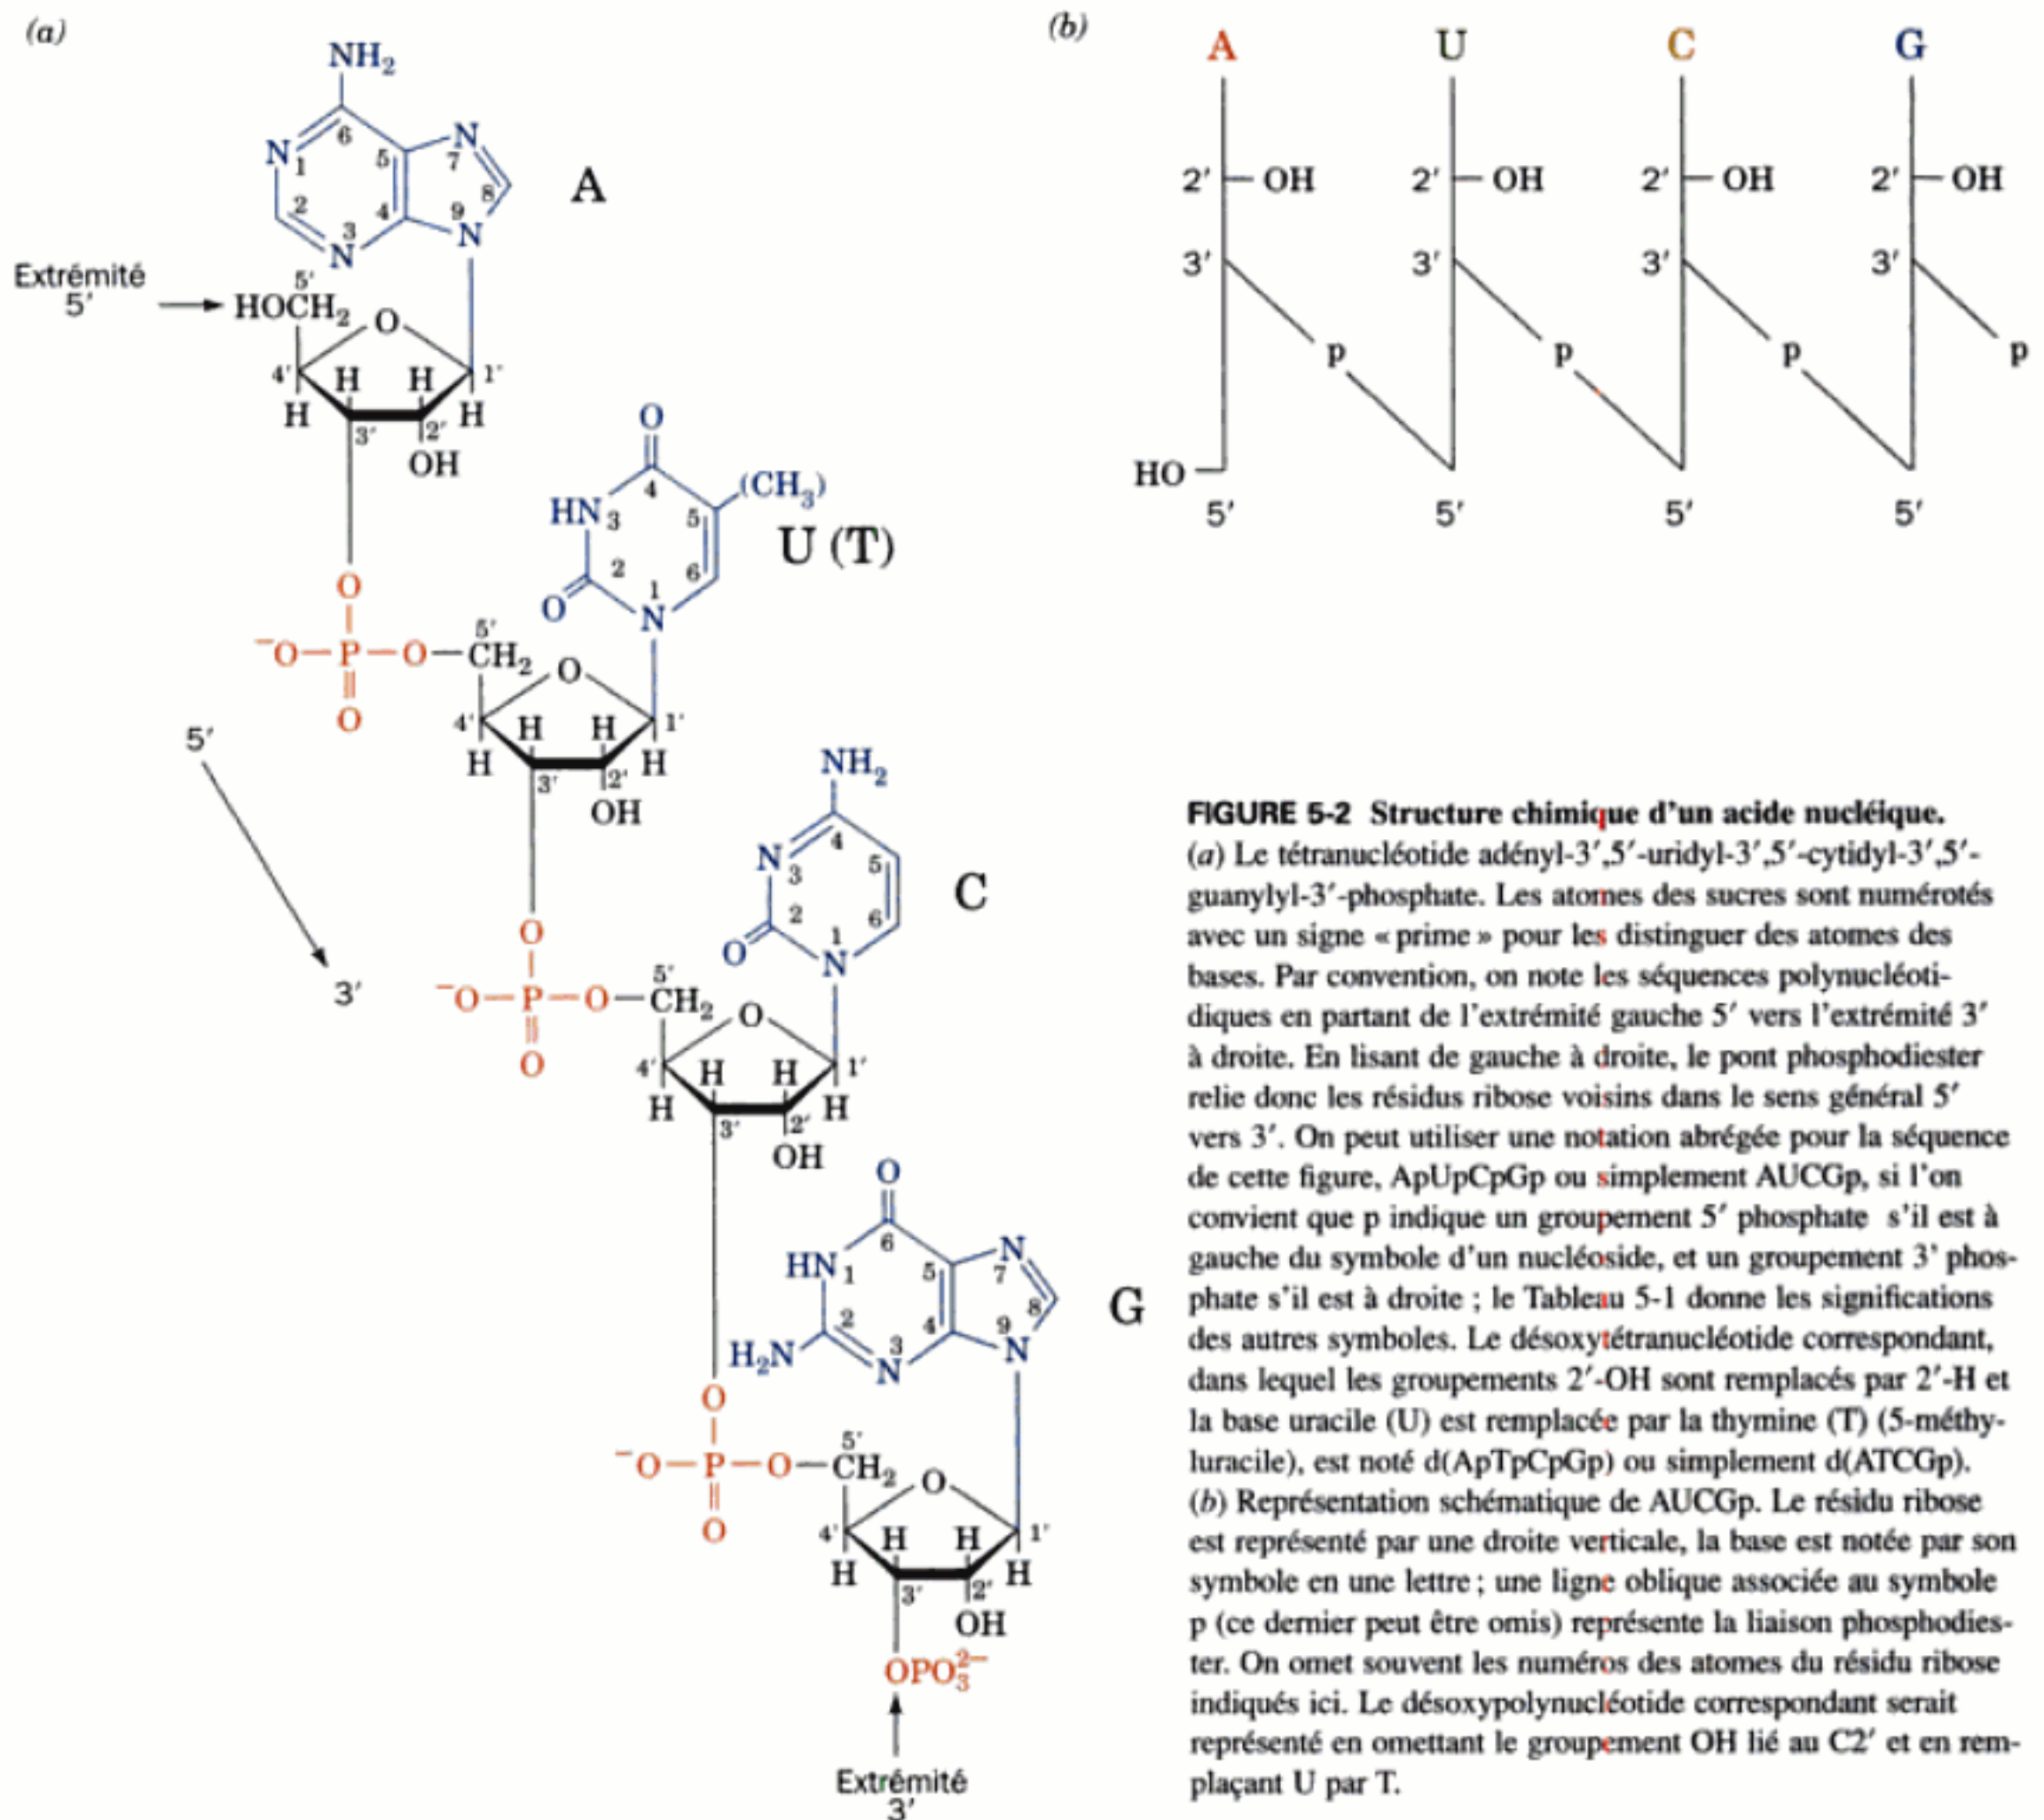 (a)
NH₂
N 1
2
N 3
4
5
6
N 7
8
9 N
A
Extrémité
5'
5'
HOCH₂
O
4' H H 1'
H 3' 2' H
OH
O
⁻O—P—O—CH₂
5'
O
O
4
(CH₃)
HN 3
5
U (T)
2
6
1
O
N
O
4' H H 1'
H 3' 2' H
OH
5'
3'
NH₂
4
N 3
5
C
2
6
1
O
N
O
⁻O—P—O—CH₂
5'
O
O
4' H H 1'
H 3' 2' H
OH
O
6
HN 1
5
N 7
8
G
2
4
9
H₂N
N 3
N
O
⁻O—P—O—CH₂
5'
O
O
4' H H 1'
H 3' 2' H
OH
OPO₃²⁻
Extrémité
3'
(b)
A U C G
2' OH 2' OH 2' OH 2' OH
3' 3' 3' 3'
p p p p
HO
5' 5' 5' 5'
FIGURE 5-2 Structure chimique d'un acide nucléique.
(a) Le tétranucléotide adényl-3',5'-uridyl-3',5'-cytidyl-3',5'-
guanylyl-3'-phosphate. Les atomes des sucres sont numérotés
avec un signe « prime » pour les distinguer des atomes des
bases. Par convention, on note les séquences polynucléoti-
diques en partant de l'extrémité gauche 5' vers l'extrémité 3'
à droite. En lisant de gauche à droite, le pont phosphodiester
relie donc les résidus ribose voisins dans le sens général 5'
vers 3'. On peut utiliser une notation abrégée pour la séquence
de cette figure, ApUpCpGp ou simplement AUCGp, si l'on
convient que p indique un groupement 5' phosphate s'il est à
gauche du symbole d'un nucléoside, et un groupement 3' phos-
phate s'il est à droite ; le Tableau 5-1 donne les significations
des autres symboles. Le désoxytétranucléotide correspondant,
dans lequel les groupements 2'-OH sont remplacés par 2'-H et
la base uracile (U) est remplacée par la thymine (T) (5-méthy-
luracile), est noté d(ApTpCpGp) ou simplement d(ATCGp).
(b) Représentation schématique de AUCGp. Le résidu ribose
est représenté par une droite verticale, la base est notée par son
symbole en une lettre ; une ligne oblique associée au symbole
p (ce dernier peut être omis) représente la liaison phosphodies-
ter. On omet souvent les numéros des atomes du résidu ribose
indiqués ici. Le désoxypolynucléotide correspondant serait
représenté en omettant le groupement OH lié au C2' et en rem-
plaçant U par T.